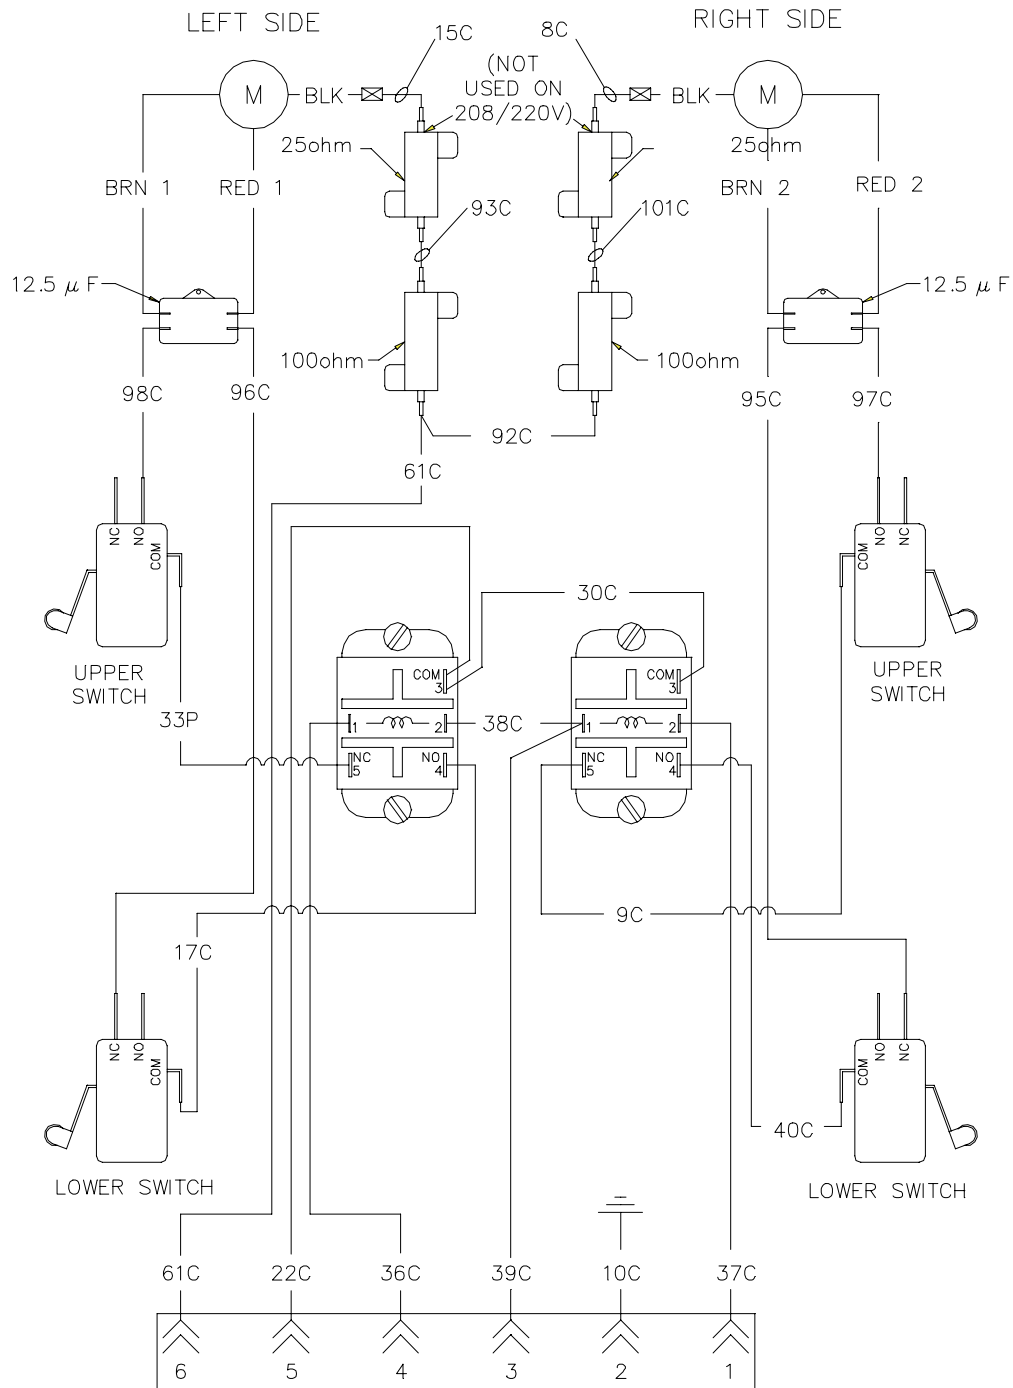 LEFT SIDE
RIGHT SIDE
15C
8C
(NOT
USED ON
208/220V)
M
BLK
BLK
M
25ohm
25ohm
BRN 1
RED 1
BRN 2
RED 2
93C
101C
12.5 μ F
12.5 μ F
100ohm
100ohm
98C
96C
95C
97C
92C
61C
NC
NO
COM
COM
NO
NC
30C
UPPER
SWITCH
UPPER
SWITCH
COM
3
COM
3
33P
1
2
38C
1
2
NC
5
NO
4
NC
5
NO
4
9C
17C
NC
NO
COM
COM
NO
NC
40C
LOWER SWITCH
LOWER SWITCH
61C
22C
36C
39C
10C
37C
6
5
4
3
2
1